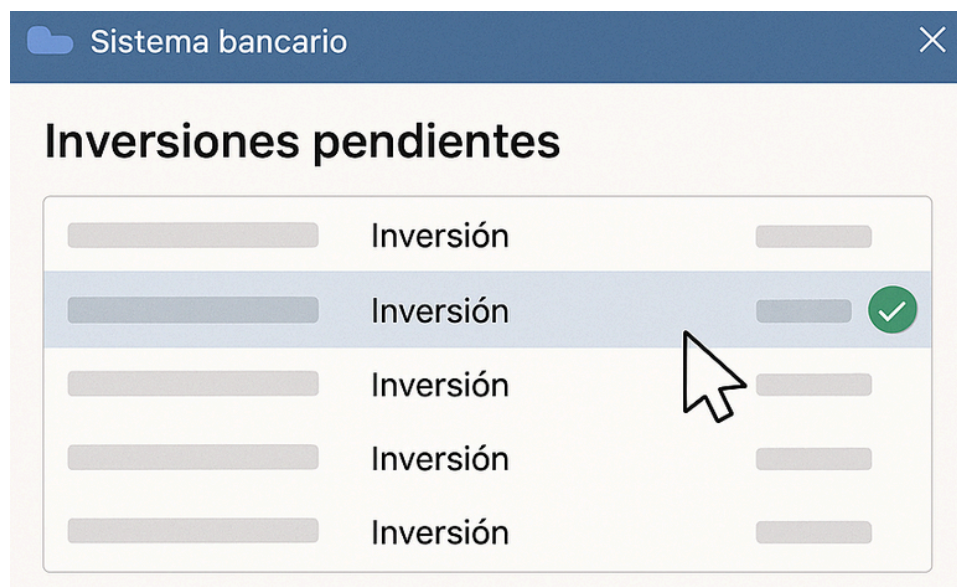 Sistema bancario
Inversiones pendientes
Inversión
Inversión
Inversión
Inversión
Inversión